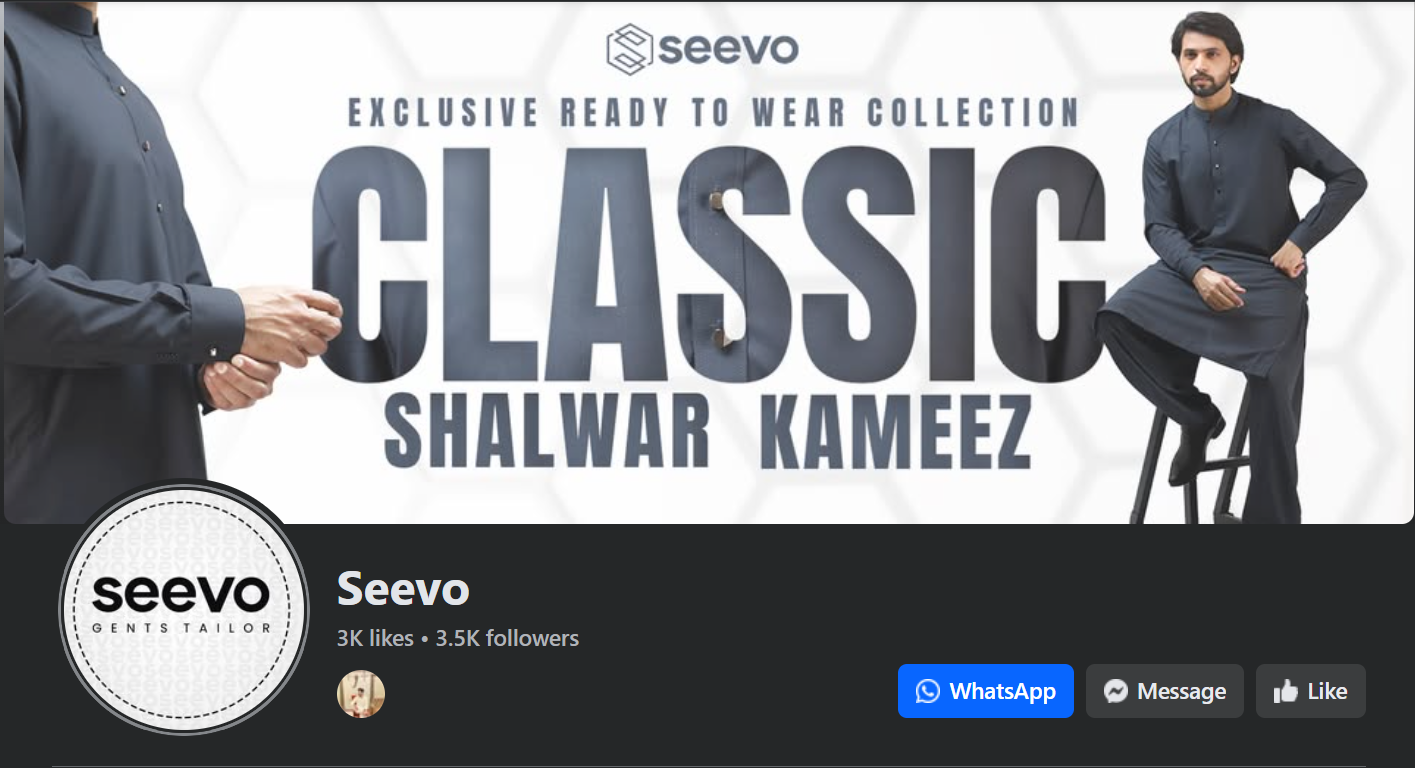 seevo
EXCLUSIVE READY TO WEAR COLLECTION
CLASSIC
SHALWAR KAMEEZ
seevo
GENTS TAILOR
Seevo
3K likes • 3.5K followers
WhatsApp
Message
Like